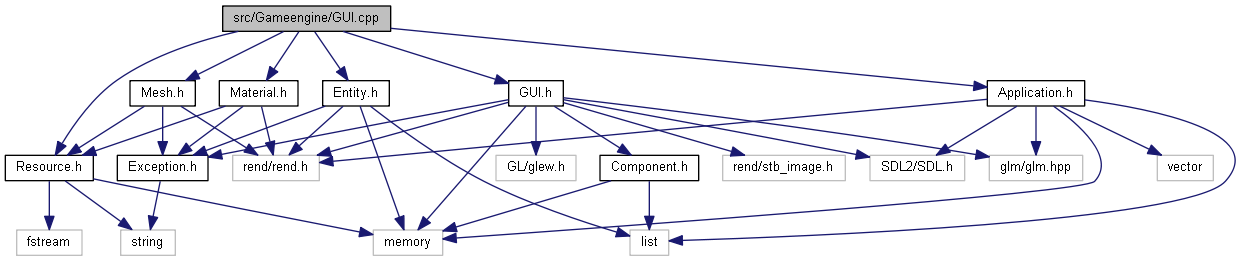 src/Gameengine/GUI.cpp
Mesh.h
Material.h
Entity.h
GUI.h
Application.h
Resource.h
Exception.h
rend/rend.h
GL/glew.h
Component.h
rend/stb_image.h
SDL2/SDL.h
glm/glm.hpp
vector
fstream
string
memory
list